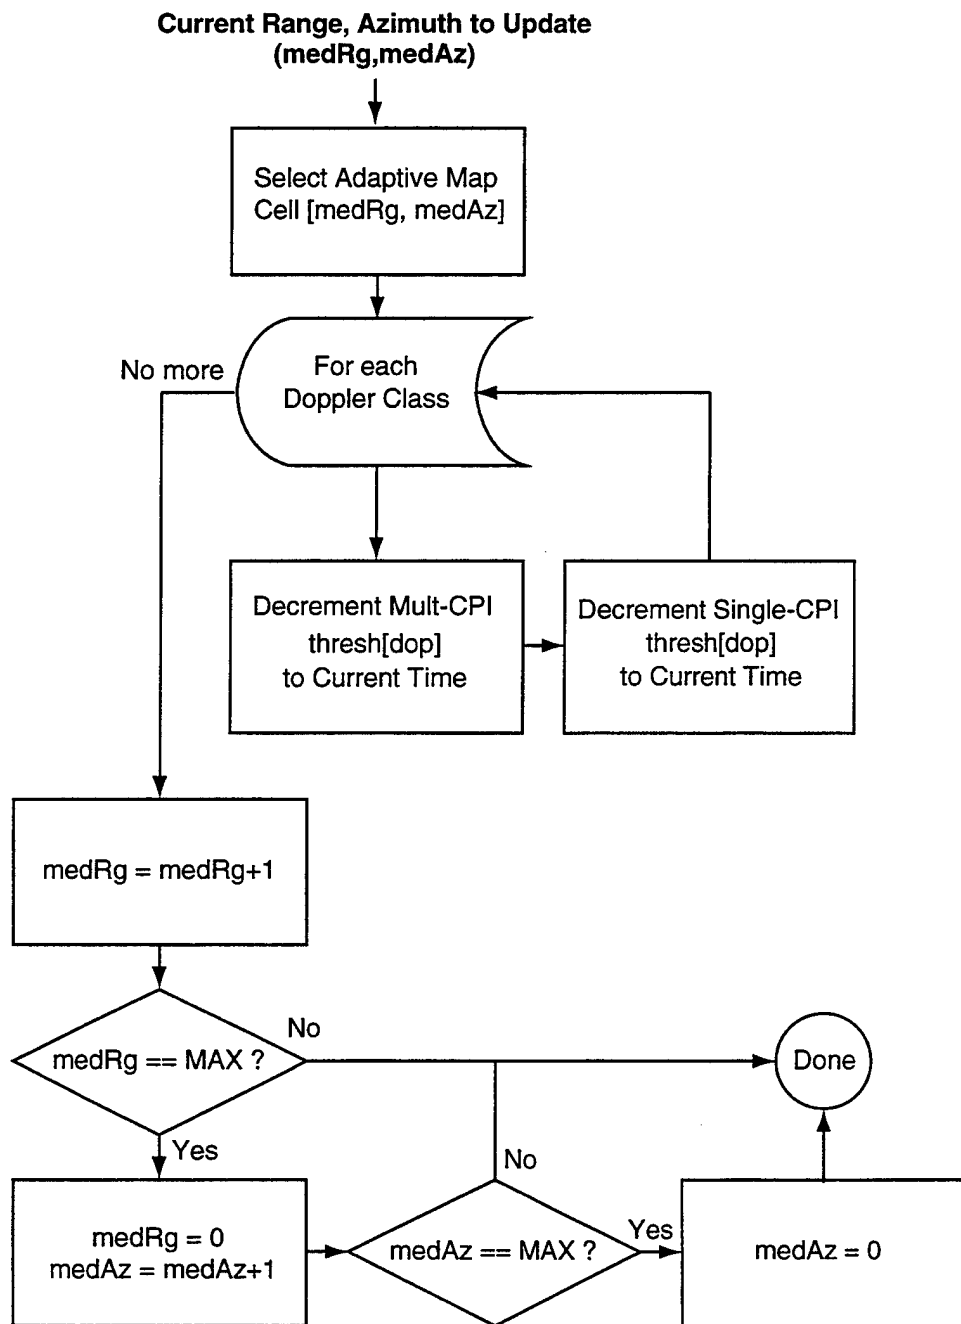 Current Range, Azimuth to Update
(medRg,medAz)
Select Adaptive Map
Cell [medRg, medAz]
For each
Doppler Class
No more
Decrement Mult-CPI
thresh[dop]
to Current Time
Decrement Single-CPI
thresh[dop]
to Current Time
medRg = medRg+1
medRg == MAX ?
No
Done
Yes
medRg = 0
medAz = medAz+1
medAz == MAX ?
No
Yes
medAz = 0